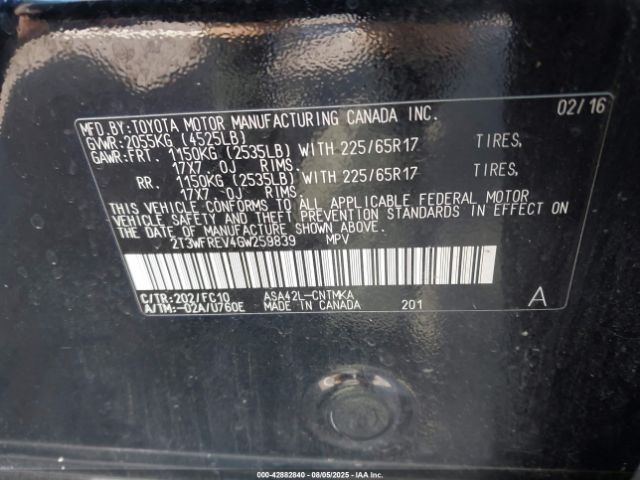 MFD. BY: TOYOTA MOTOR MANUFACTURING CANADA INC. 02/16
GVWR: 2055KG (4525LB)
GAWR: FRT. 1150KG (2535LB) WITH 225/65R17 TIRES,
17X7.0J RIMS
RR. 1150KG (2535LB) WITH 225/65R17 TIRES,
17X7.0J RIMS
THIS VEHICLE CONFORMS TO ALL APPLICABLE FEDERAL MOTOR
VEHICLE SAFETY AND THEFT PREVENTION STANDARDS IN EFFECT ON
THE DATE OF MANUFACTURE SHOWN ABOVE.
2T3WFREV4GW259839 MPV
C/TR: 202/FC10 ASA42L-CNTMKA A
A/TM: -02A/U760E MADE IN CANADA 201
000-42882840 - 08/05/2025 - IAA Inc.